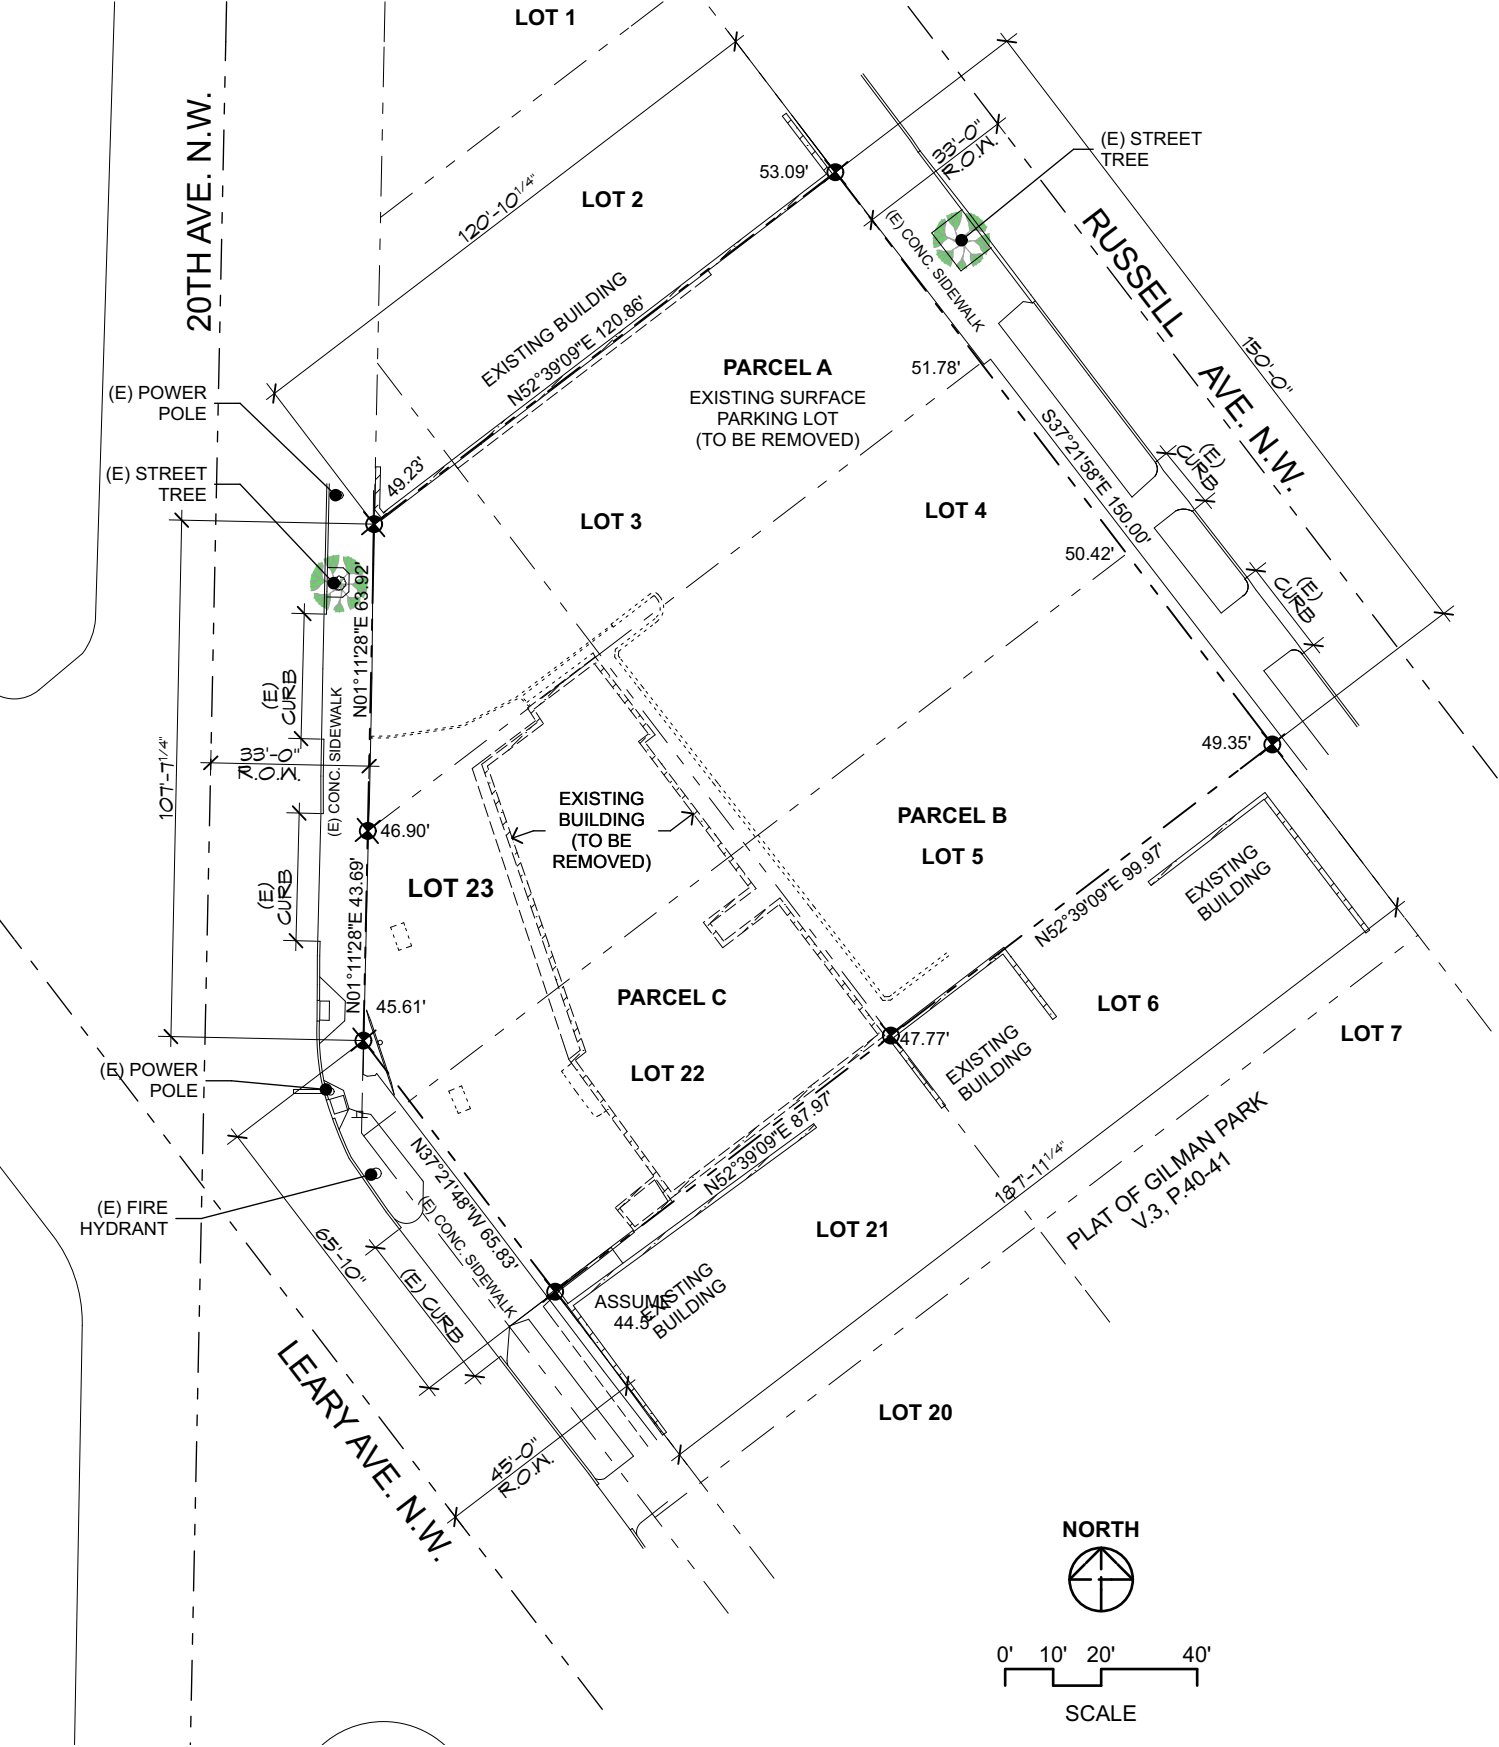 LOT 1
20TH AVE. N.W.
(E) STREET
TREE
33'-0"
R.O.W.
53.09'
LOT 2
120'-10 1/4"
(E) CONC. SIDEWALK
RUSSELL AVE. N.W.
EXISTING BUILDING
N52°39'09"E 120.86'
150'-0"
PARCEL A
EXISTING SURFACE
PARKING LOT
(TO BE REMOVED)
51.78'
(E) POWER
POLE
(E) STREET
TREE
49.23'
S37°21'58"E 150.00'
(E)
CURB
LOT 3
LOT 4
50.42'
(E)
CURB
N01°11'28"E 63.92'
(E)
CURB
(E) CONC. SIDEWALK
107'-7 1/4"
33'-0"
R.O.W.
49.35'
EXISTING
BUILDING
(TO BE
REMOVED)
PARCEL B
LOT 5
46.90'
LOT 23
(E)
CURB
N01°11'28"E 43.69'
N52°39'09"E 99.97'
EXISTING
BUILDING
45.61'
PARCEL C
LOT 6
LOT 7
47.77'
EXISTING
BUILDING
(E) POWER
POLE
LOT 22
N52°39'09"E 87.97'
N37°21'48"W 65.83'
(E) CONC. SIDEWALK
187'-11 1/4"
PLAT OF GILMAN PARK
V.3, P.40-41
(E) FIRE
HYDRANT
65'-10"
(E) CURB
LOT 21
ASSUME
44.5'
EXISTING
BUILDING
LEARY AVE. N.W.
LOT 20
45'-0"
R.O.W.
NORTH
0' 10' 20' 40'
SCALE